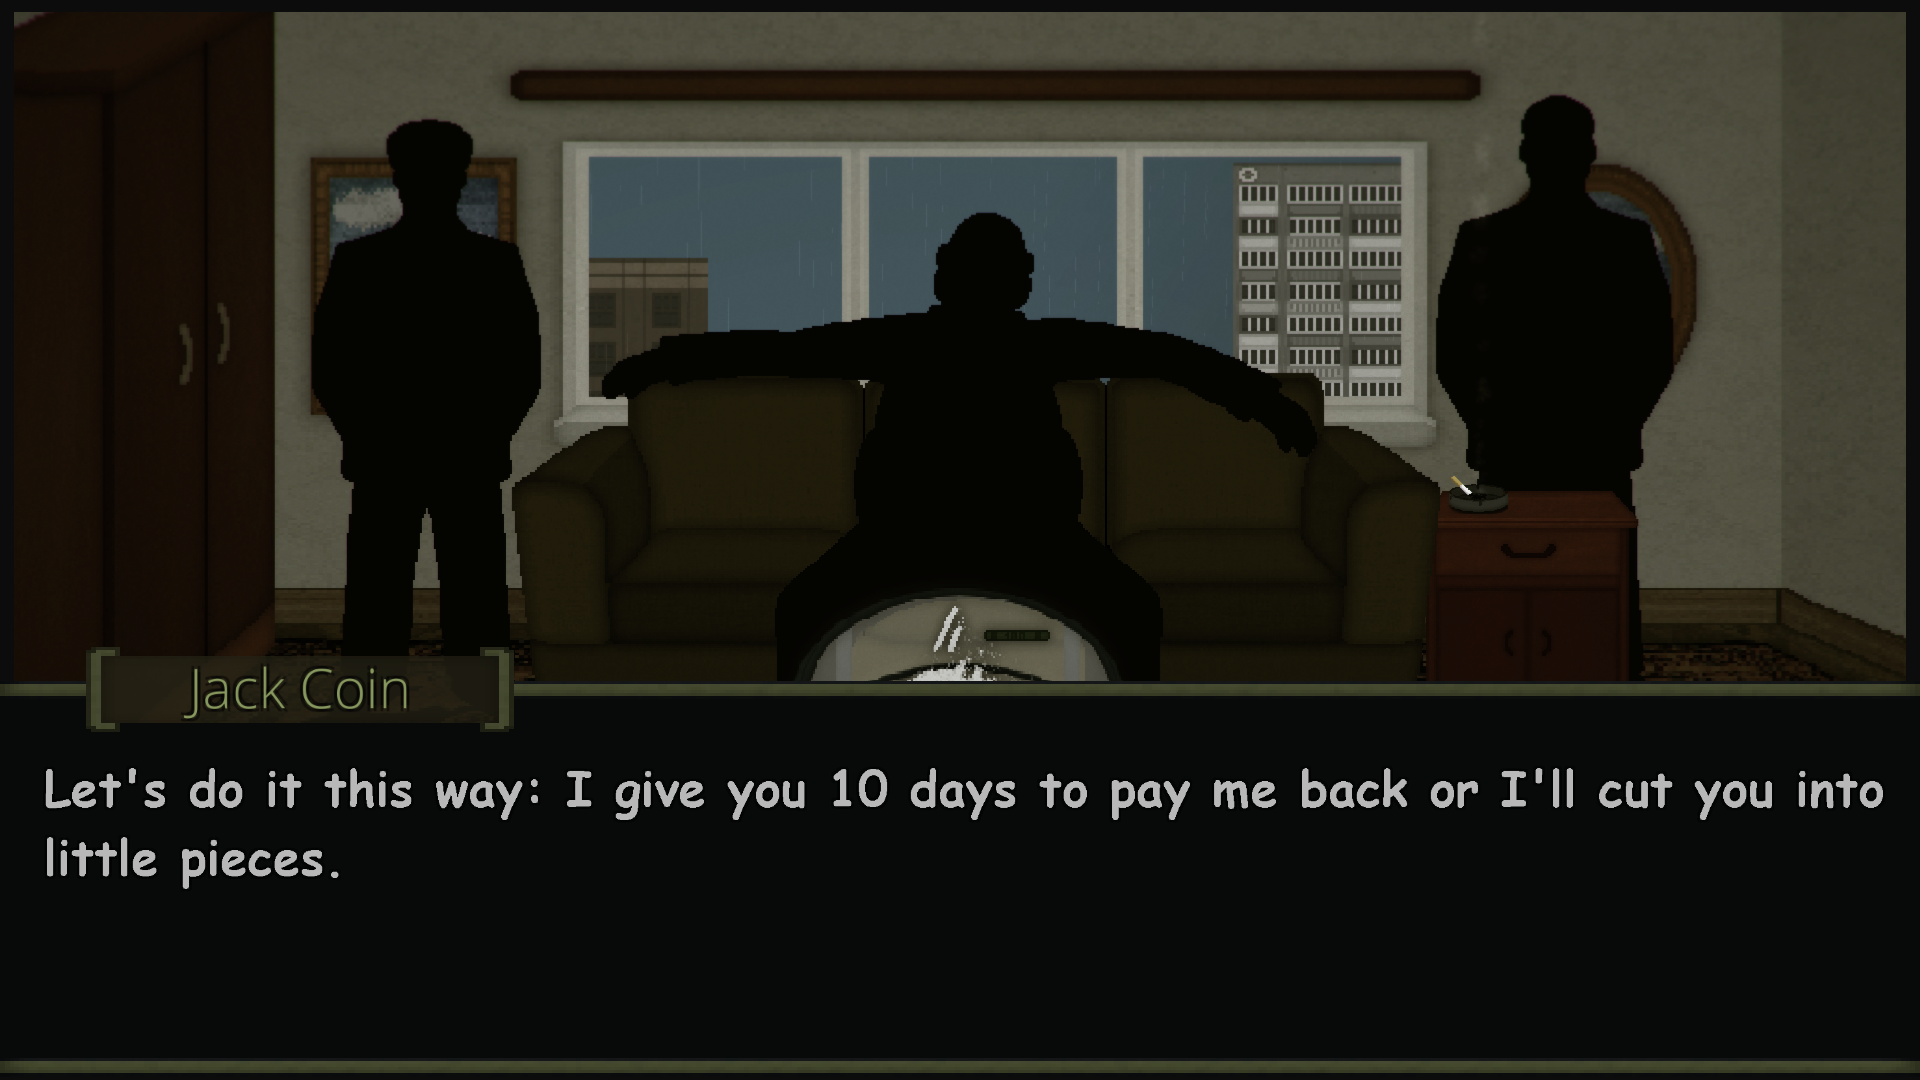 Jack Coin
Let's do it this way: I give you 10 days to pay me back or I'll cut you into
little pieces.